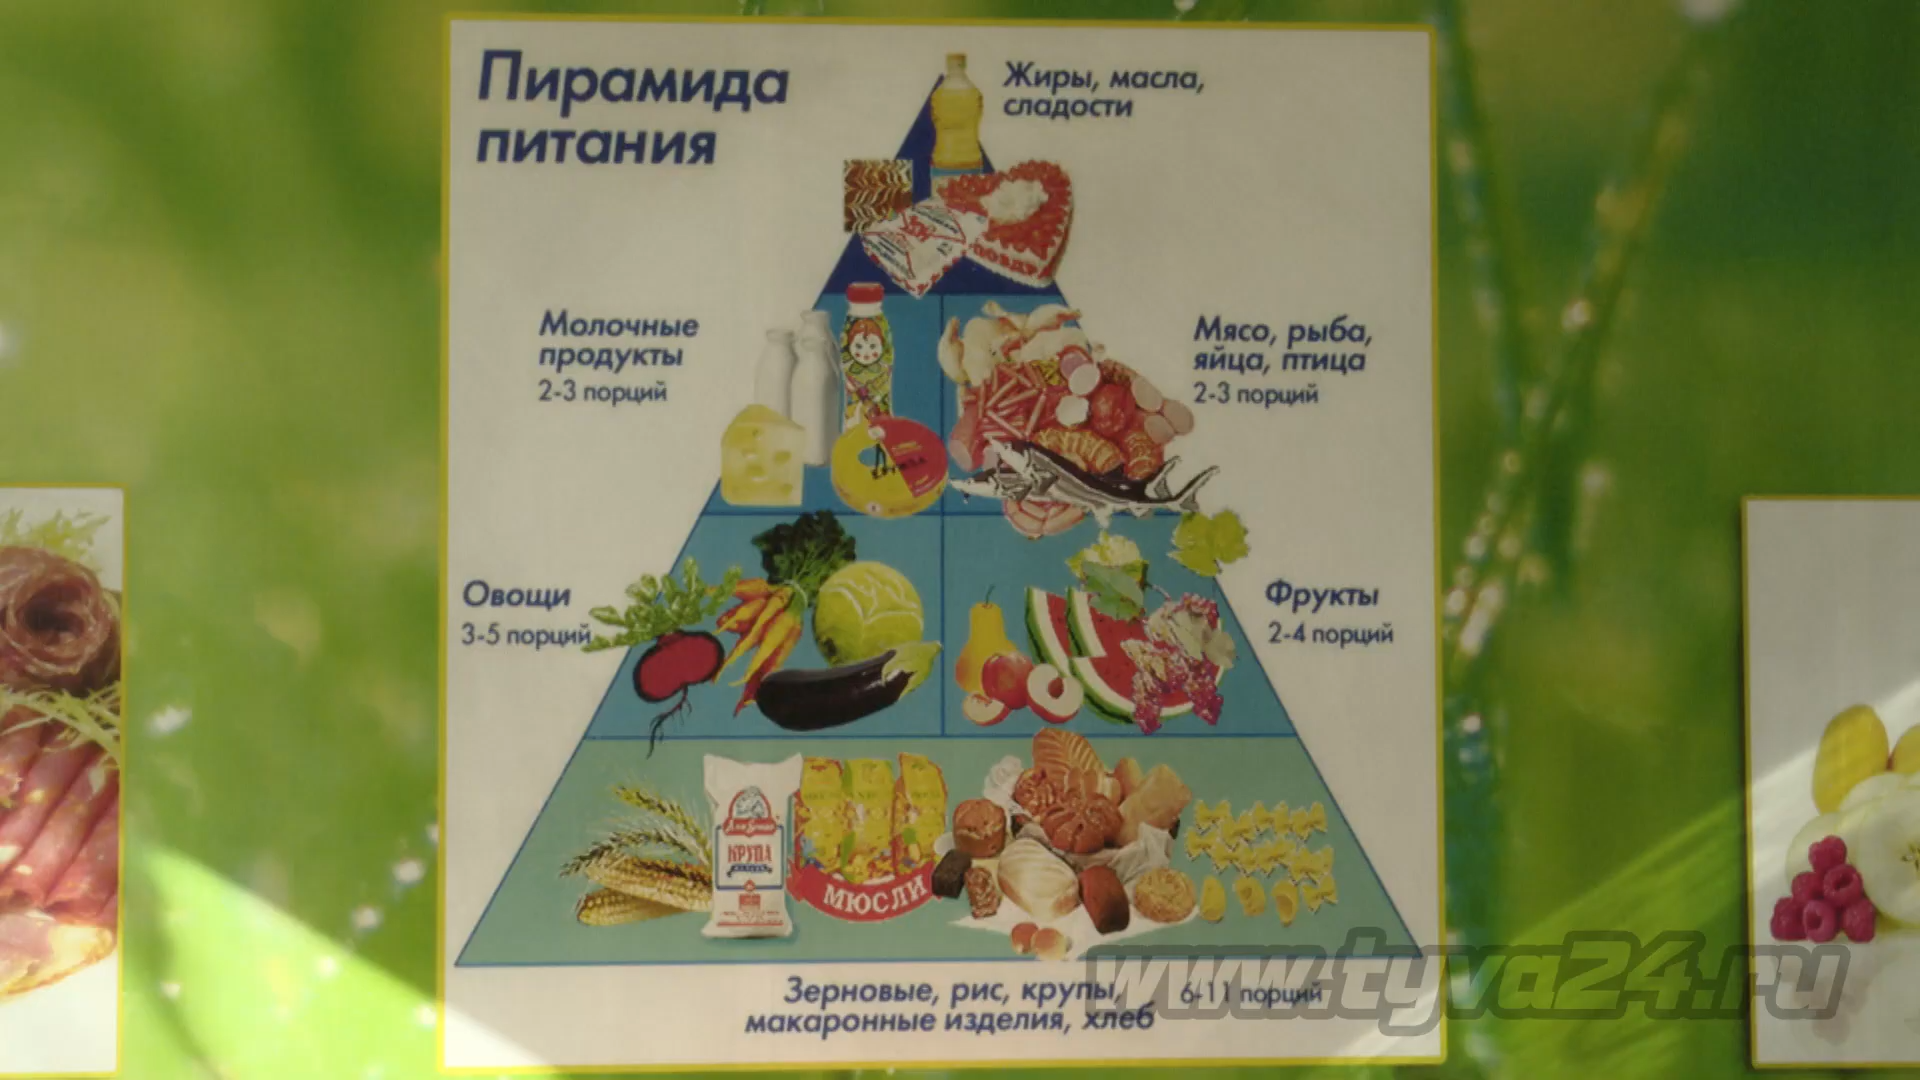 Пирамида
питания
Жиры, масла,
сладости
Молочные
продукты
2-3 порций
Мясо, рыба,
яйца, птица
2-3 порций
Овощи
3-5 порций
Фрукты
2-4 порций
КРУПА
МЮСЛИ
Зерновые, рис, крупы,
макаронные изделия, хлеб
6-11 порций
www.tyva24.ru